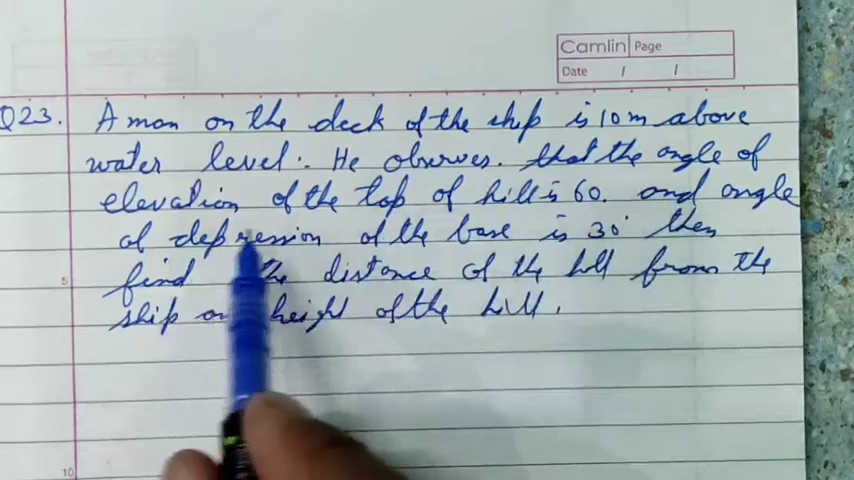 Camlin Page
Date / /
Q23. A man on the deck of the ship is 10m above
water level. He observes. that the angle of
elevation of the top of hill is 60. and angle
of depression of the base is 30° then
find the distance of the hill from the
ship height of the hill.
5
10